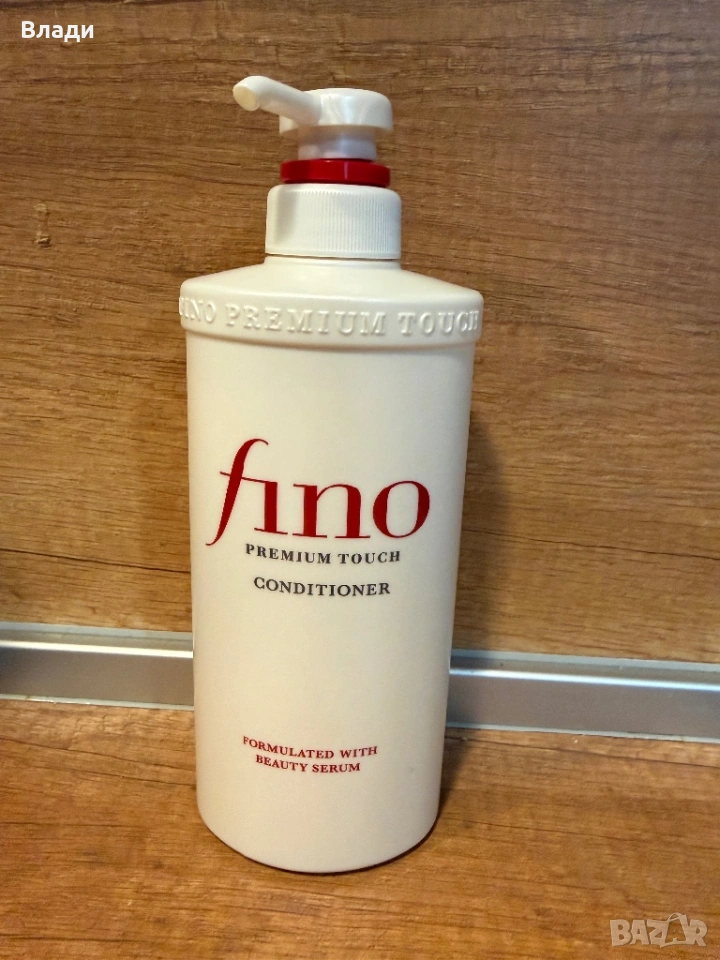 Влади
FINO PREMIUM TOUCH
fino
PREMIUM TOUCH
CONDITIONER
FORMULATED WITH
BEAUTY SERUM
BAZAR